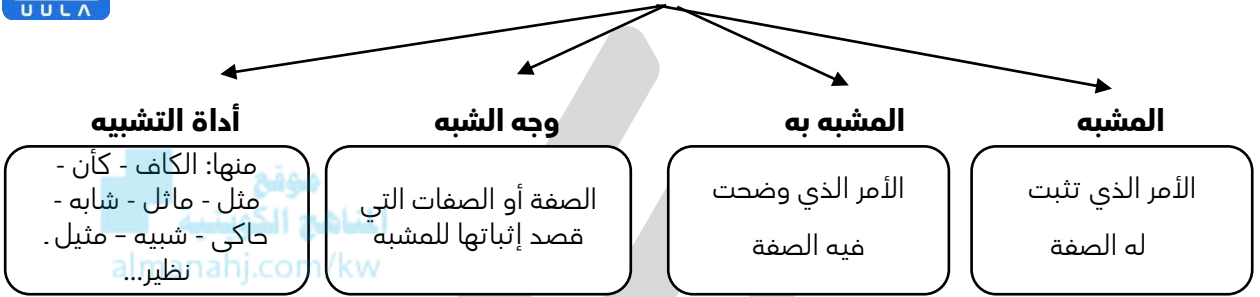 UULA
المشبه
المشبه به
وجه الشبه
أداة التشبيه
الأمر الذي تثبت
له الصفة
الأمر الذي وضحت
فيه الصفة
الصفة أو الصفات التي
قصد إثباتها للمشبه
منها: الكاف - كأن -
مثل - ماثل - شابه -
حاكى - شبيه – مثيل -
نظير...
موقع
المناهج الكويتية
almanahj.com/kw